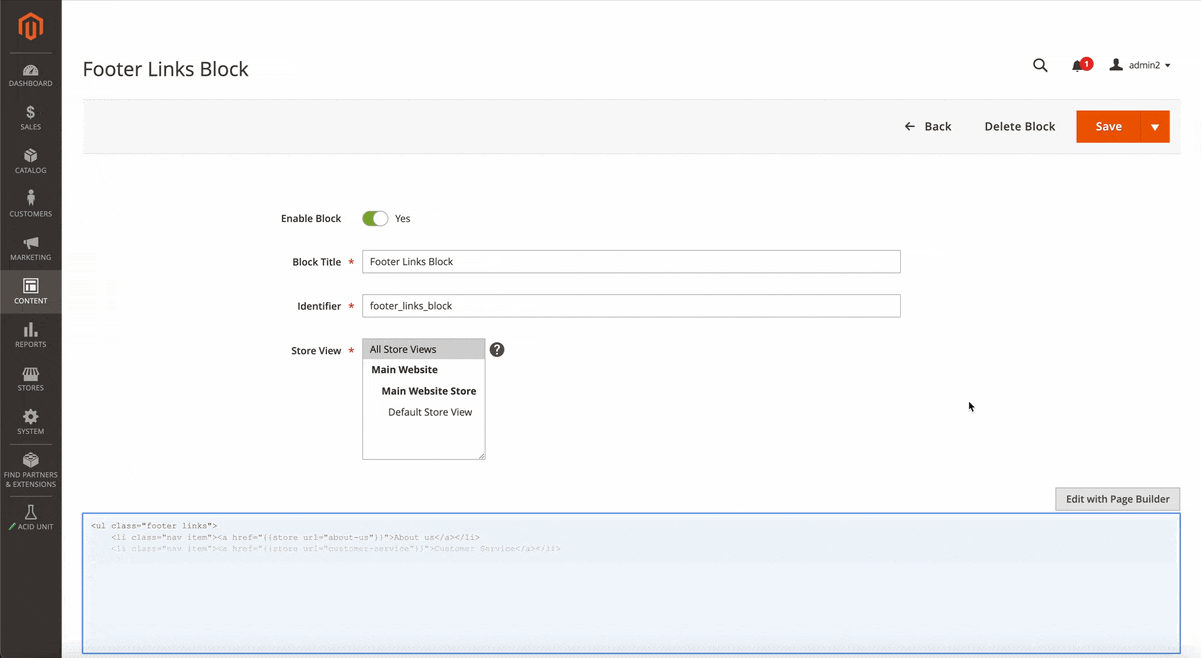 Footer Links Block
1
admin2
Back
Delete Block
Save
DASHBOARD
SALES
CATALOG
CUSTOMERS
MARKETING
CONTENT
REPORTS
STORES
SYSTEM
FIND PARTNERS
& EXTENSIONS
ACID UNIT
Enable Block
Yes
Block Title *
Footer Links Block
Identifier *
footer_links_block
Store View *
All Store Views
?
Main Website
Main Website Store
Default Store View
Edit with Page Builder
<ul class="footer links">
<li class="nav item"><a href="{{store url="about-us"}}">About us</a></li>
<li class="nav item"><a href="{{store url="customer-service"}}">Customer Service</a></li>